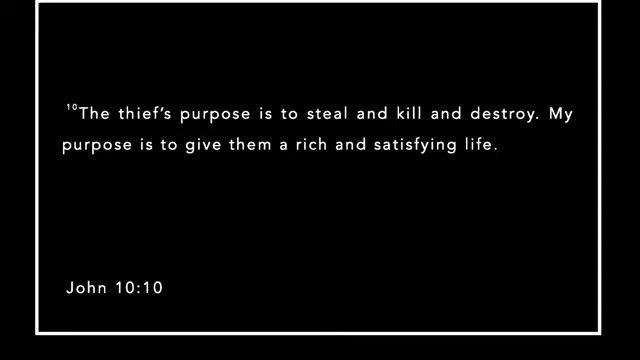 ¹⁰The thief’s purpose is to steal and kill and destroy. My
purpose is to give them a rich and satisfying life.
John 10:10